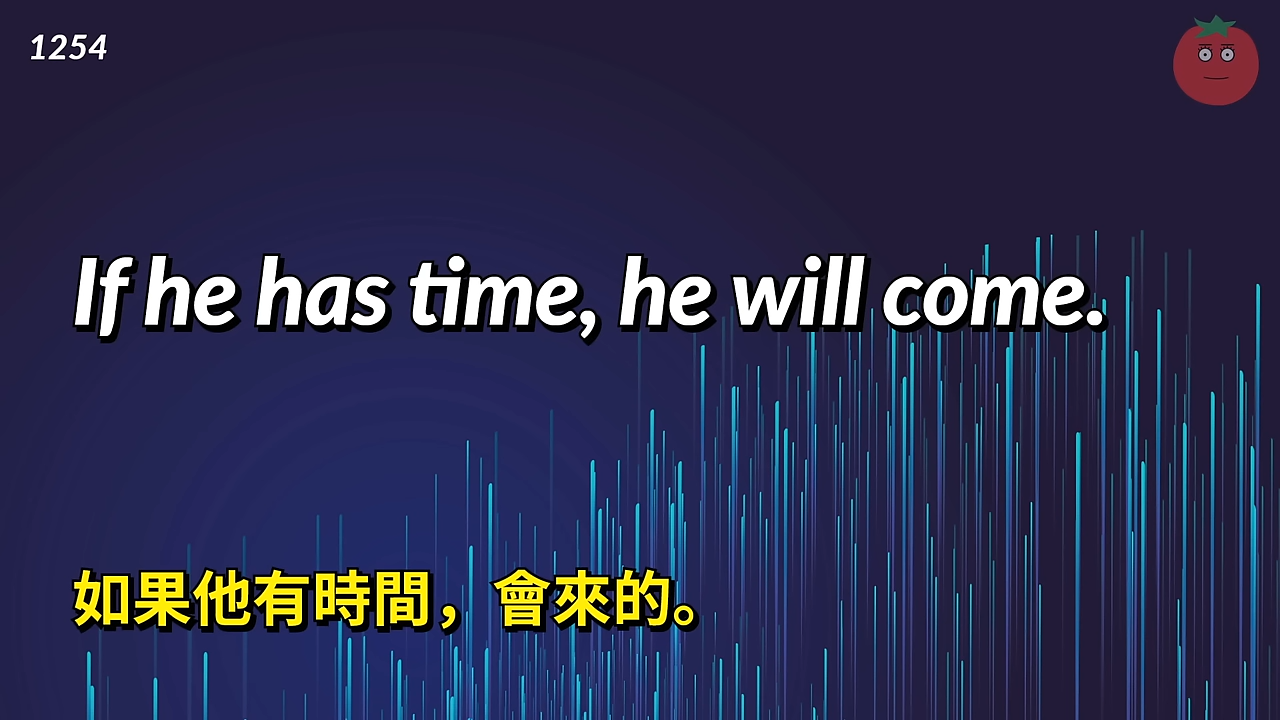 1254
If he has time, he will come.
如果他有時間，會來的。